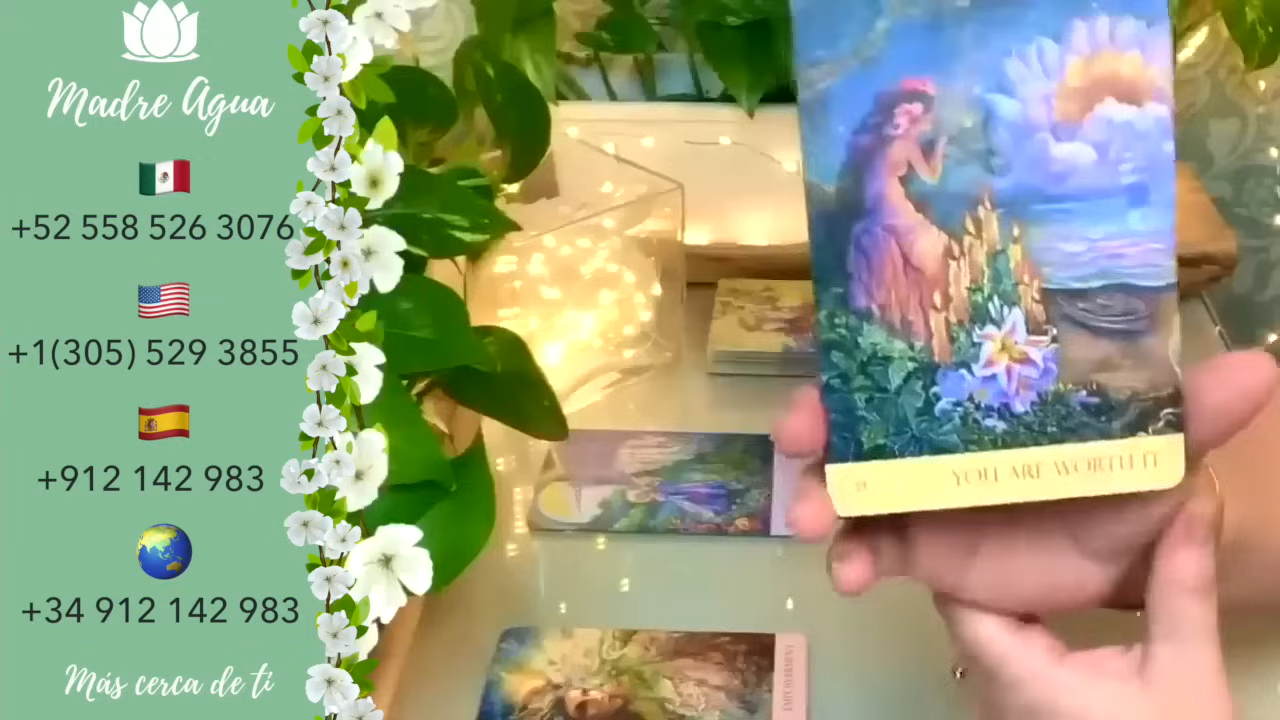 Madre Agua
+52 558 526 3076
+1(305) 529 3855
+912 142 983
+34 912 142 983
Más cerca de ti
YOU ARE WORTH IT
EMPOWERMENT